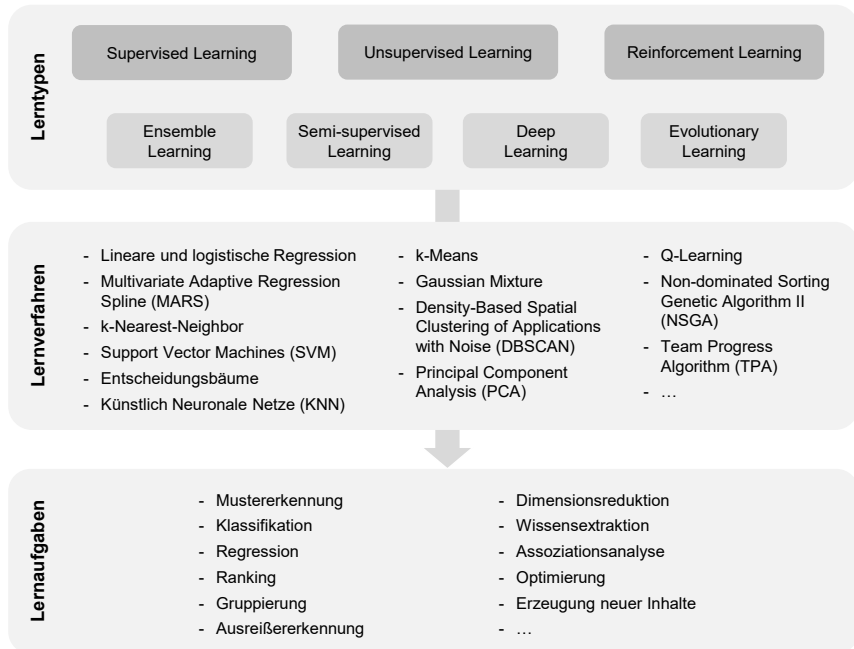 Lerntypen
Supervised Learning
Unsupervised Learning
Reinforcement Learning
Ensemble
Learning
Semi-supervised
Learning
Deep
Learning
Evolutionary
Learning
Lernverfahren
- Lineare und logistische Regression
- Multivariate Adaptive Regression
Spline (MARS)
- k-Nearest-Neighbor
- Support Vector Machines (SVM)
- Entscheidungsbäume
- Künstlich Neuronale Netze (KNN)
- k-Means
- Gaussian Mixture
- Density-Based Spatial
Clustering of Applications
with Noise (DBSCAN)
- Principal Component
Analysis (PCA)
- Q-Learning
- Non-dominated Sorting
Genetic Algorithm II
(NSGA)
- Team Progress
Algorithm (TPA)
- …
Lernaufgaben
- Mustererkennung
- Klassifikation
- Regression
- Ranking
- Gruppierung
- Ausreißererkennung
- Dimensionsreduktion
- Wissensextraktion
- Assoziationsanalyse
- Optimierung
- Erzeugung neuer Inhalte
- …